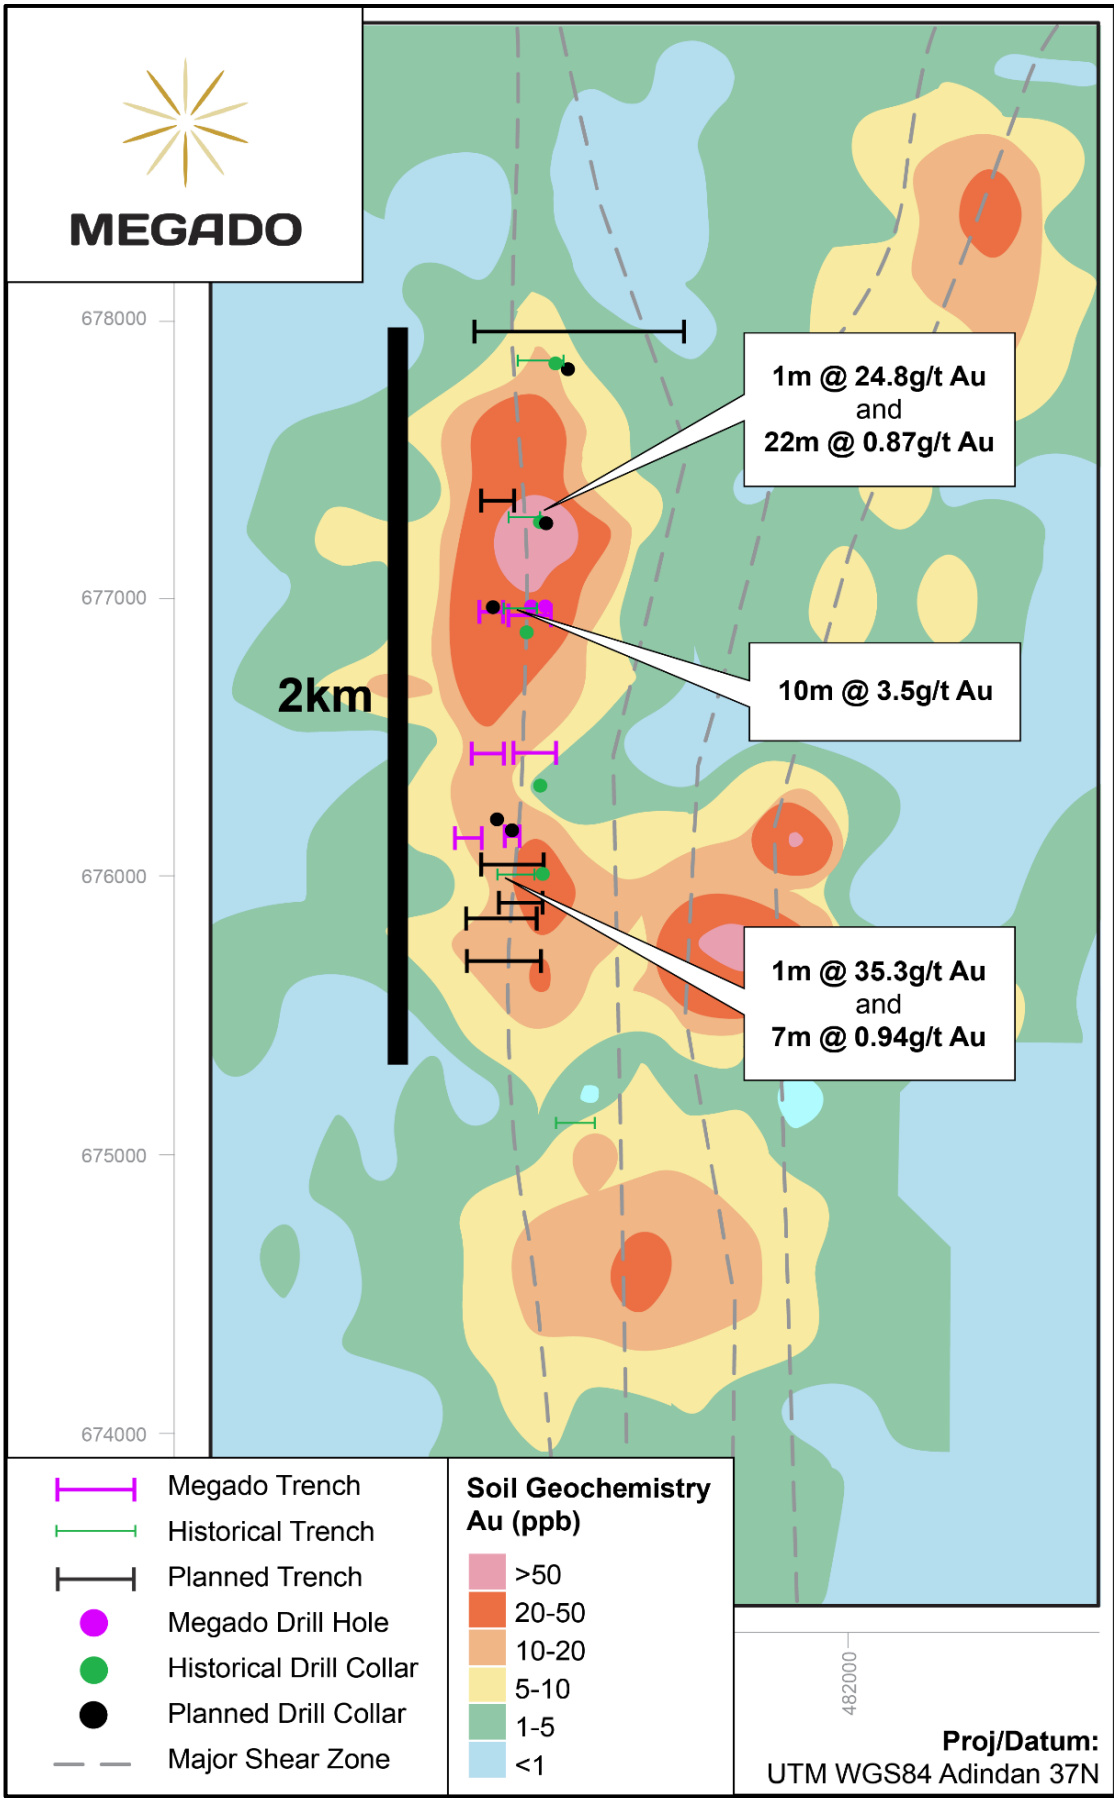 MEGADO
678000
1m @ 24.8g/t Au
and
22m @ 0.87g/t Au
677000
10m @ 3.5g/t Au
2km
676000
1m @ 35.3g/t Au
and
7m @ 0.94g/t Au
675000
674000
Megado Trench
Historical Trench
Planned Trench
Megado Drill Hole
Historical Drill Collar
Planned Drill Collar
Major Shear Zone
Soil Geochemistry
Au (ppb)
>50
20-50
10-20
5-10
1-5
<1
482000
Proj/Datum:
UTM WGS84 Adindan 37N